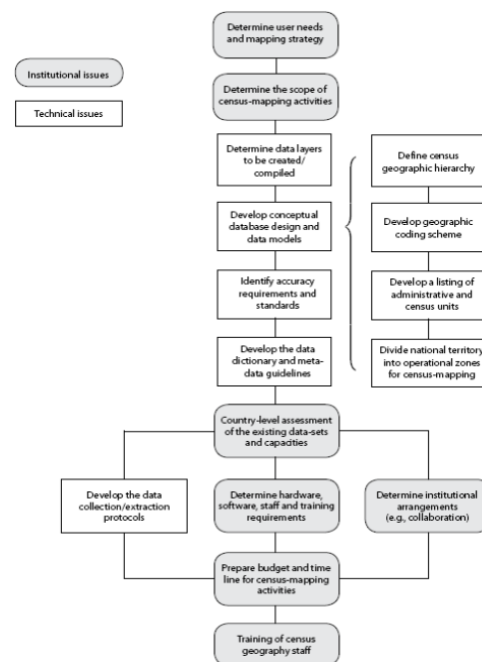 Determine user needs
and mapping strategy
Institutional issues
Determine the scope of
census-mapping activities
Technical issues
Determine data layers
to be created/
compiled
Define census
geographic hierarchy
Develop conceptual
database design and
data models
Develop geographic
coding scheme
Identify accuracy
requirements and
standards
Develop a listing of
administrative and
census units
Develop the data
dictionary and meta-
data guidelines
Divide national territory
into operational zones
for census-mapping
Country-level assessment
of the existing data-sets
and capacities
Develop the data
collection/extraction
protocols
Determine hardware,
software, staff and training
requirements
Determine institutional
arrangements
(e.g., collaboration)
Prepare budget and time
line for census-mapping
activities
Training of census
geography staff